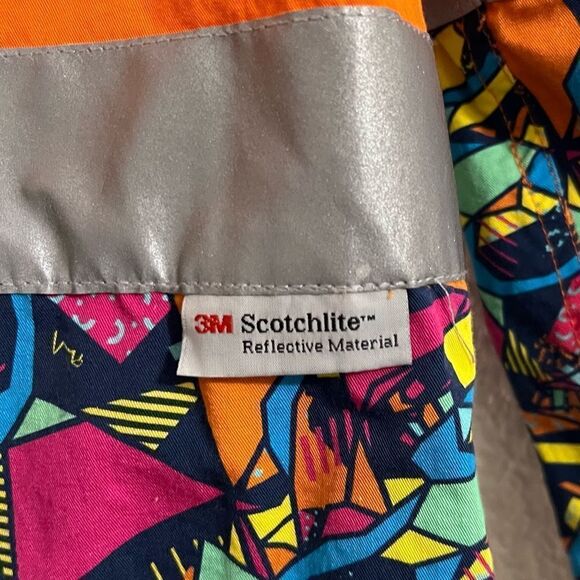 3M Scotchlite™
Reflective Material